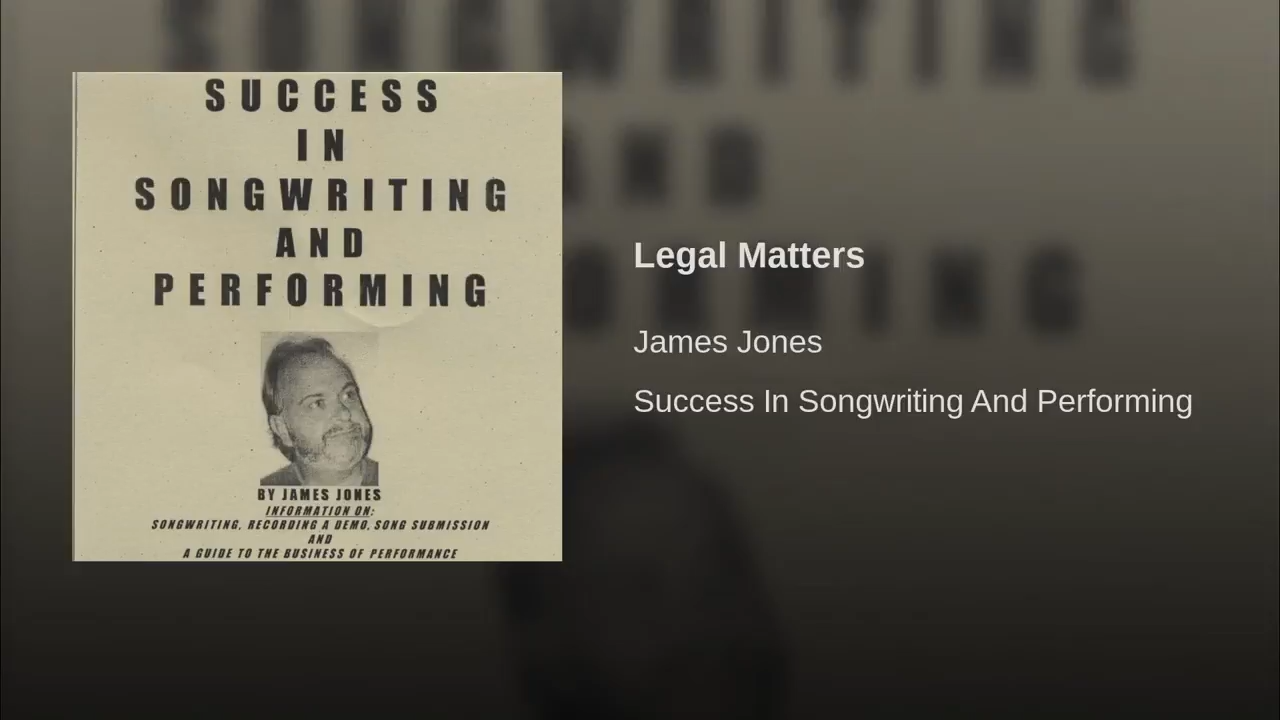 SUCCESS
IN
SONGWRITING
AND
PERFORMING
BY JAMES JONES
INFORMATION ON:
SONGWRITING, RECORDING A DEMO, SONG SUBMISSION
AND
A GUIDE TO THE BUSINESS OF PERFORMANCE
Legal Matters
James Jones
Success In Songwriting And Performing